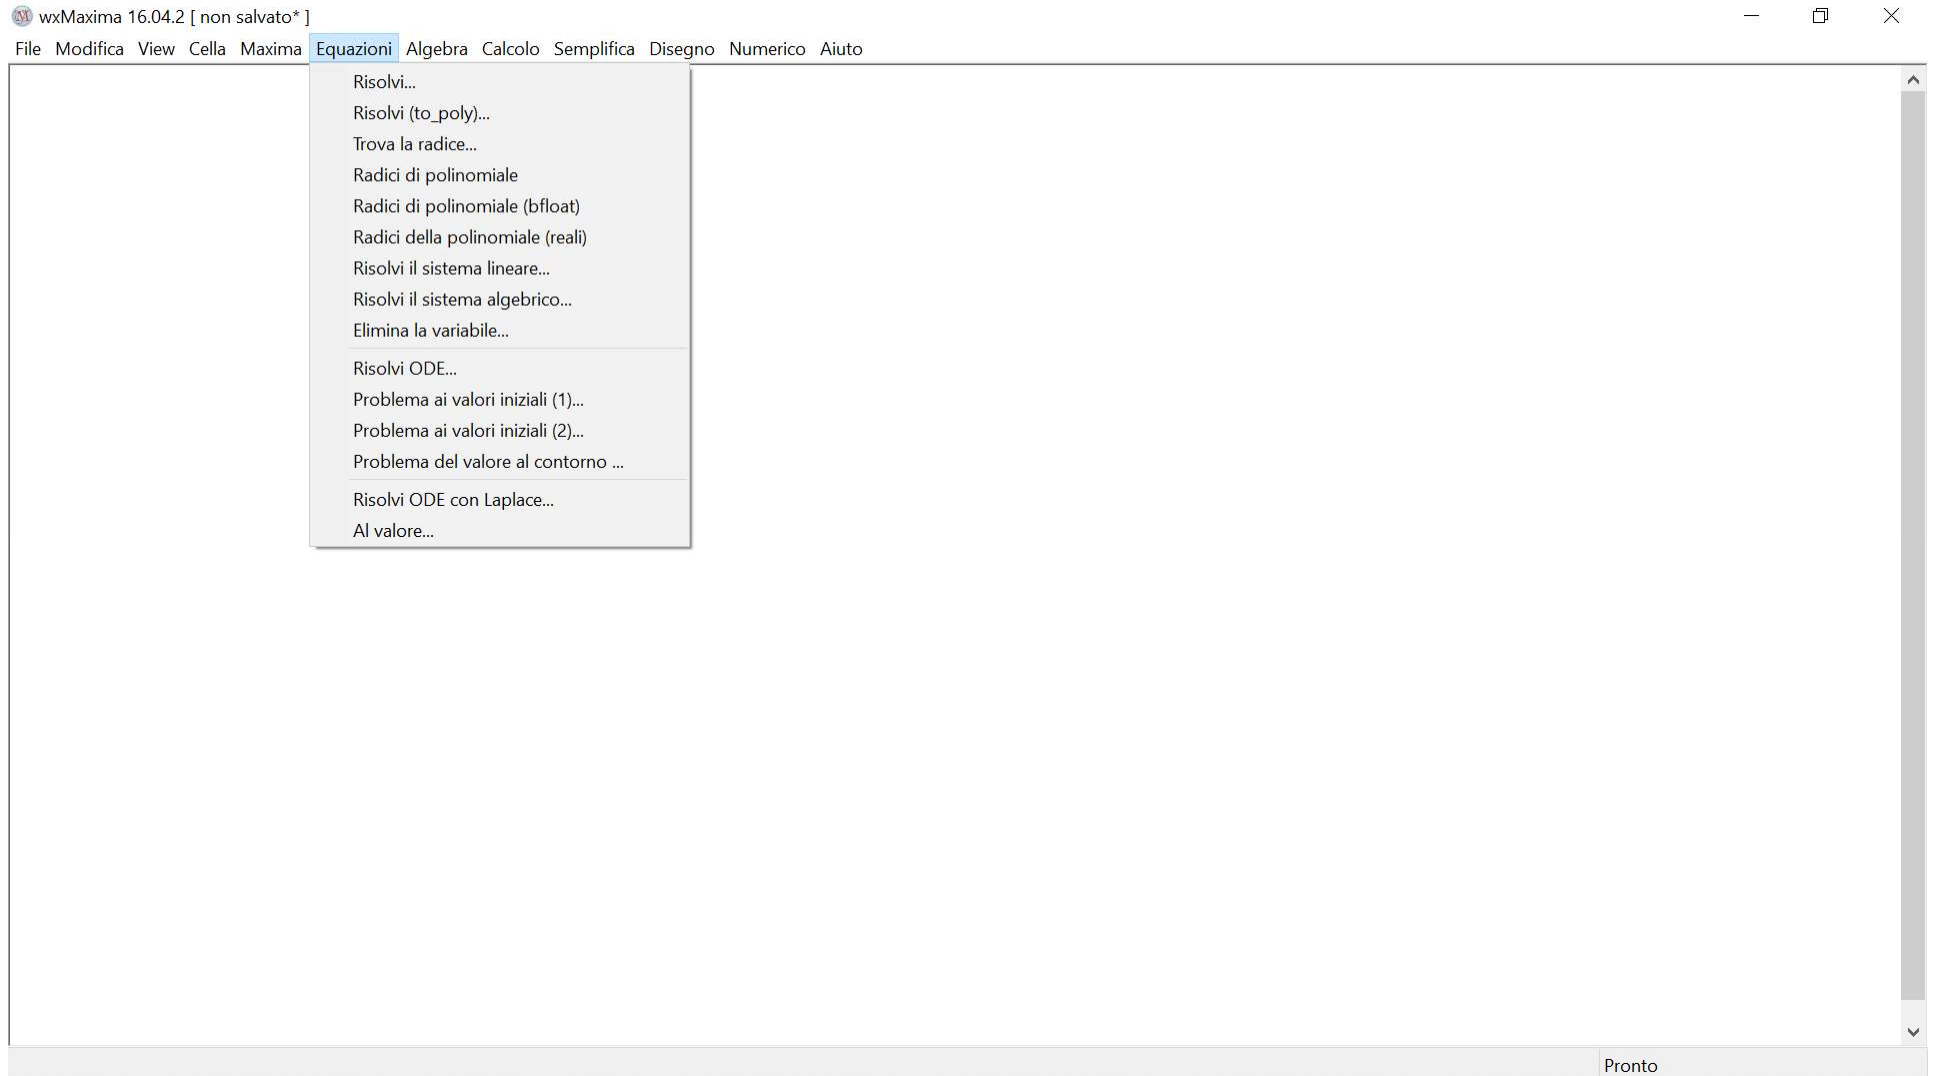 wxMaxima 16.04.2 [ non salvato* ]
File Modifica View Cella Maxima Equazioni Algebra Calcolo Semplifica Disegno Numerico Aiuto
Risolvi...
Risolvi (to_poly)...
Trova la radice...
Radici di polinomiale
Radici di polinomiale (bfloat)
Radici della polinomiale (reali)
Risolvi il sistema lineare...
Risolvi il sistema algebrico...
Elimina la variabile...
Risolvi ODE...
Problema ai valori iniziali (1)...
Problema ai valori iniziali (2)...
Problema del valore al contorno ...
Risolvi ODE con Laplace...
Al valore...
Pronto